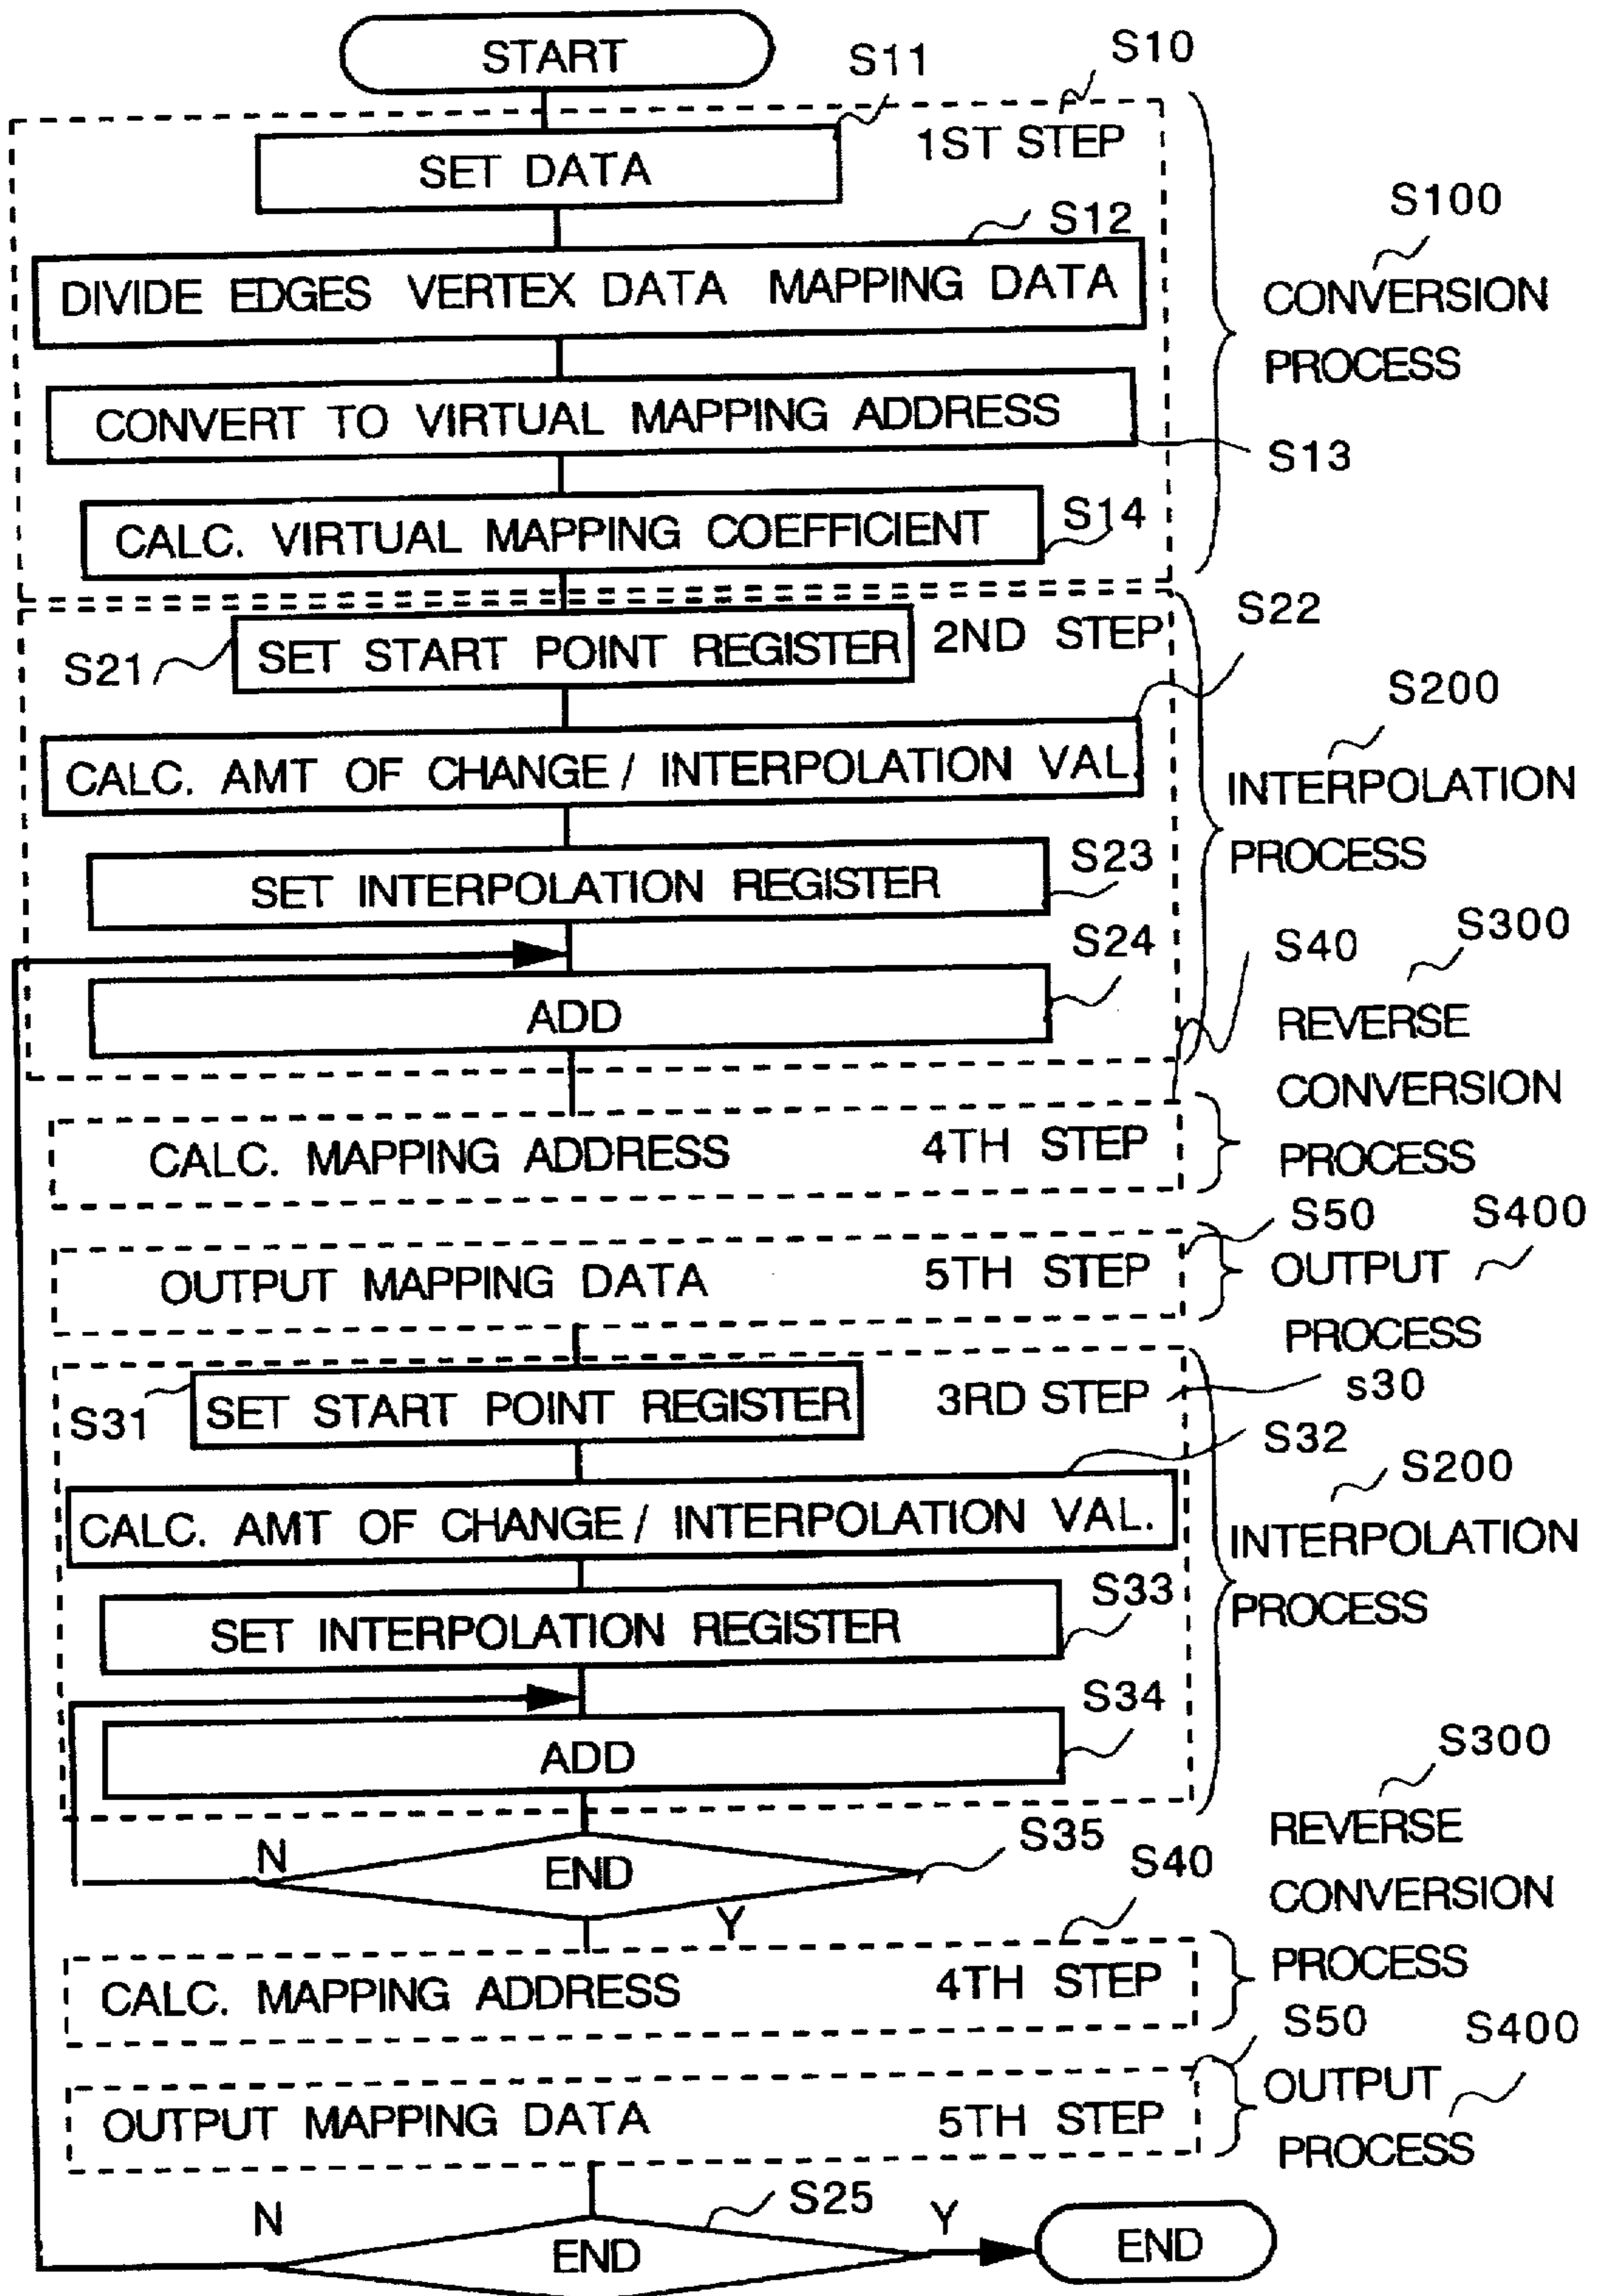 START
S11
S10
SET DATA
1ST STEP
S12
DIVIDE EDGES VERTEX DATA MAPPING DATA
S100
CONVERSION
PROCESS
CONVERT TO VIRTUAL MAPPING ADDRESS
S13
CALC. VIRTUAL MAPPING COEFFICIENT
S14
S21
SET START POINT REGISTER
2ND STEP
S22
CALC. AMT OF CHANGE / INTERPOLATION VAL.
S200
INTERPOLATION
PROCESS
SET INTERPOLATION REGISTER
S23
ADD
S24
S40
S300
REVERSE
CONVERSION
PROCESS
CALC. MAPPING ADDRESS
4TH STEP
S50
S400
OUTPUT MAPPING DATA
5TH STEP
OUTPUT
PROCESS
S31
SET START POINT REGISTER
3RD STEP
s30
S32
CALC. AMT OF CHANGE / INTERPOLATION VAL.
S200
INTERPOLATION
PROCESS
SET INTERPOLATION REGISTER
S33
ADD
S34
N
END
S35
Y
S40
S300
REVERSE
CONVERSION
PROCESS
CALC. MAPPING ADDRESS
4TH STEP
S50
S400
OUTPUT MAPPING DATA
5TH STEP
OUTPUT
PROCESS
N
END
S25
Y
END